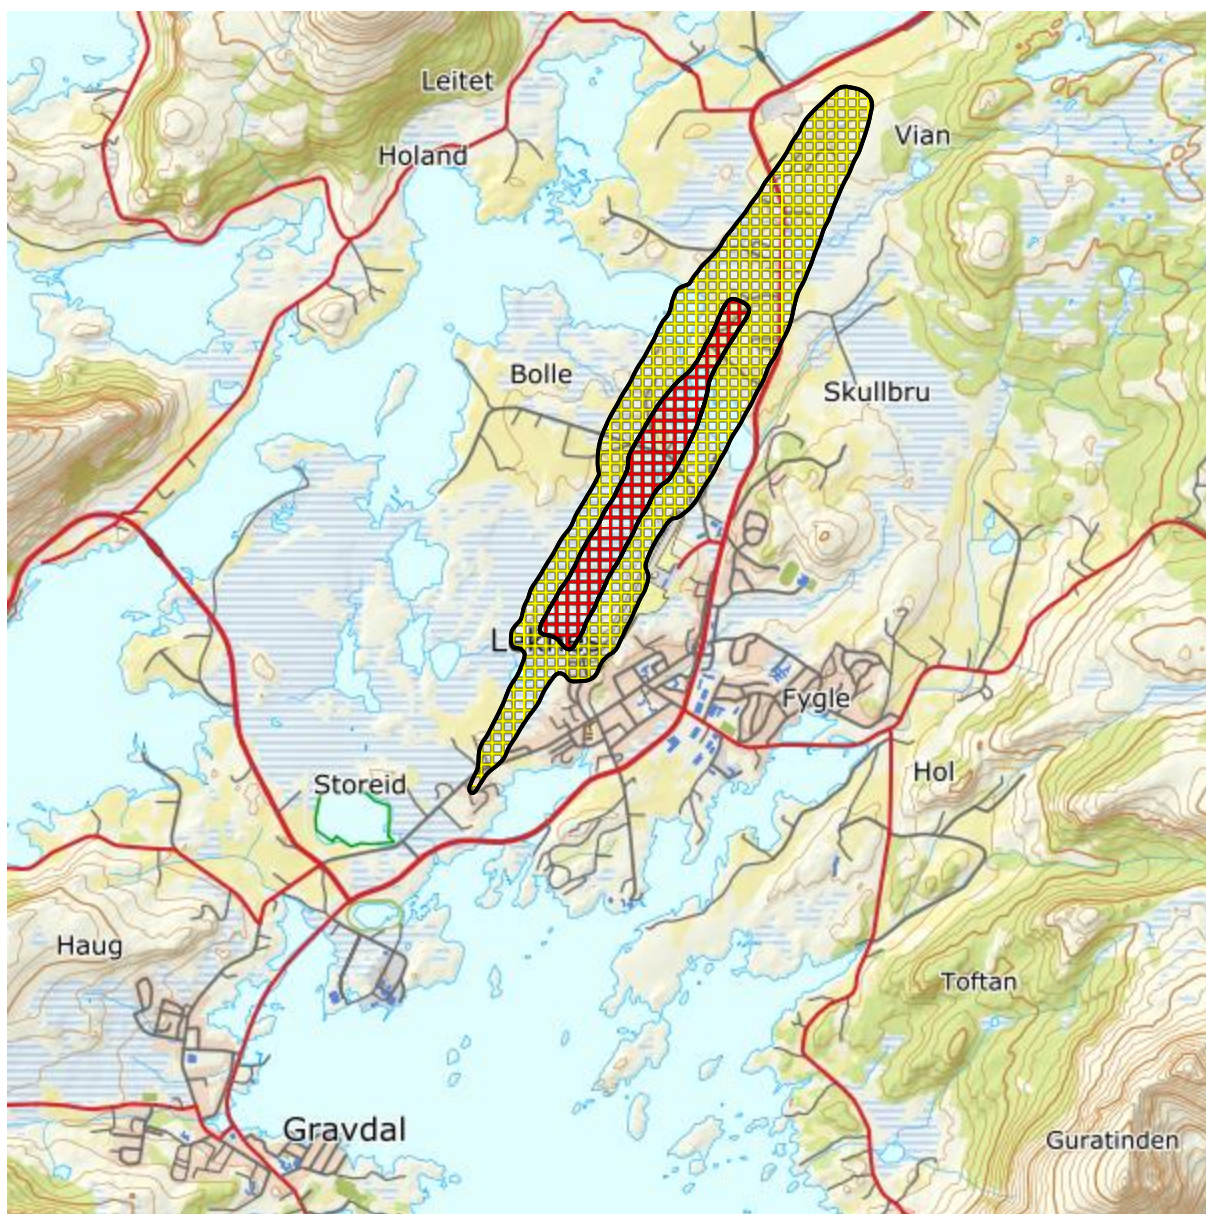 Leitet
Vian
Holand
Bolle
Skullbru
Fygle
Hol
Storeid
Haug
Toftan
Gravdal
Guratinden